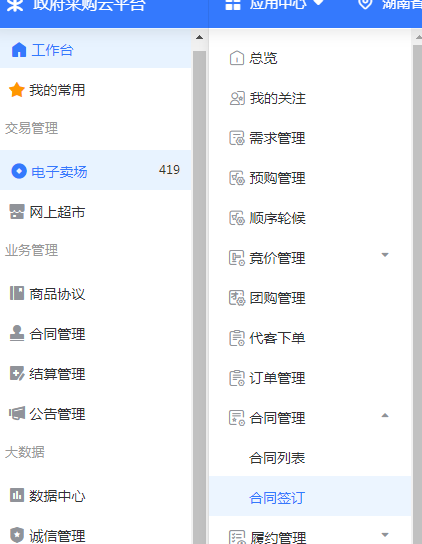 政府采购云平台
应用中心
湖南省
工作台
我的常用
交易管理
电子卖场
419
网上超市
业务管理
商品协议
合同管理
结算管理
公告管理
大数据
数据中心
诚信管理
总览
我的关注
需求管理
预购管理
顺序轮候
竞价管理
团购管理
代客下单
订单管理
合同管理
合同列表
合同签订
履约管理